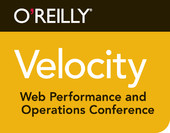 O'REILLY®
Velocity
Web Performance and
Operations Conference